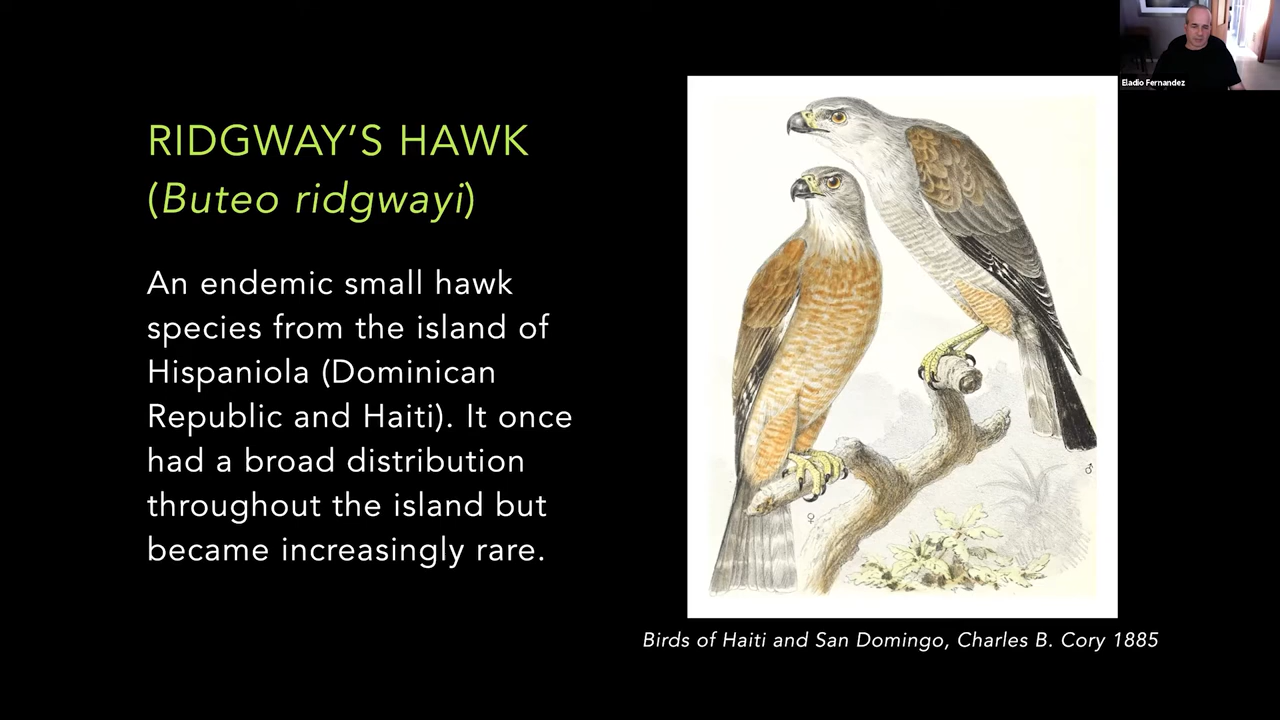 Eladio Fernandez
RIDGWAY’S HAWK
(Buteo ridgwayi)
An endemic small hawk
species from the island of
Hispaniola (Dominican
Republic and Haiti). It once
had a broad distribution
throughout the island but
became increasingly rare.
♂
♀
Birds of Haiti and San Domingo, Charles B. Cory 1885